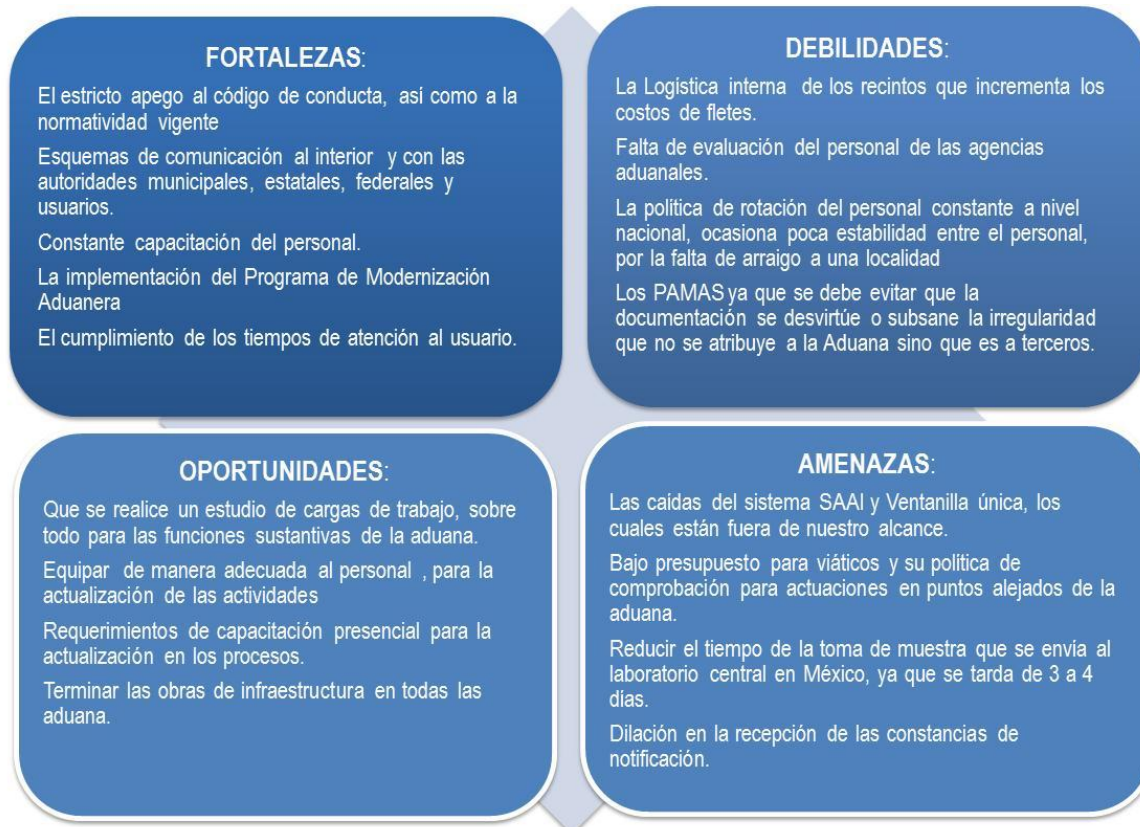 FORTALEZAS:
El estricto apego al código de conducta, así como a la
normatividad vigente
Esquemas de comunicación al interior y con las
autoridades municipales, estatales, federales y
usuarios.
Constante capacitación del personal.
La implementación del Programa de Modernización
Aduanera
El cumplimiento de los tiempos de atención al usuario.
DEBILIDADES:
La Logística interna de los recintos que incrementa los
costos de fletes.
Falta de evaluación del personal de las agencias
aduanales.
La política de rotación del personal constante a nivel
nacional, ocasiona poca estabilidad entre el personal,
por la falta de arraigo a una localidad
Los PAMAS ya que se debe evitar que la
documentación se desvirtúe o subsane la irregularidad
que no se atribuye a la Aduana sino que es a terceros.
OPORTUNIDADES:
Que se realice un estudio de cargas de trabajo, sobre
todo para las funciones sustantivas de la aduana.
Equipar de manera adecuada al personal , para la
actualización de las actividades
Requerimientos de capacitación presencial para la
actualización en los procesos.
Terminar las obras de infraestructura en todas las
aduana.
AMENAZAS:
Las caídas del sistema SAAI y Ventanilla única, los
cuales están fuera de nuestro alcance.
Bajo presupuesto para viáticos y su política de
comprobación para actuaciones en puntos alejados de la
aduana.
Reducir el tiempo de la toma de muestra que se envía al
laboratorio central en México, ya que se tarda de 3 a 4
días.
Dilación en la recepción de las constancias de
notificación.